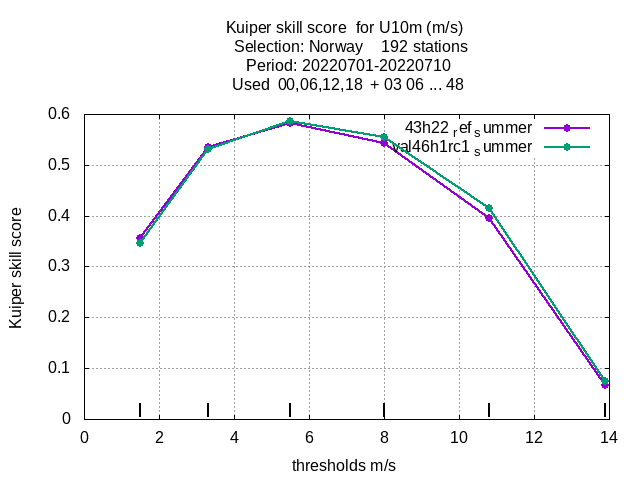 Kuiper skill score  for U10m (m/s)
Selection: Norway    192 stations
Period: 20220701-20220710
Used  00,06,12,18  + 03 06 ... 48
43h22 ref summer
val46h1rc1 summer
0.6
0.5
0.4
0.3
0.2
0.1
0
Kuiper skill score
0 2 4 6 8 10 12 14
thresholds m/s